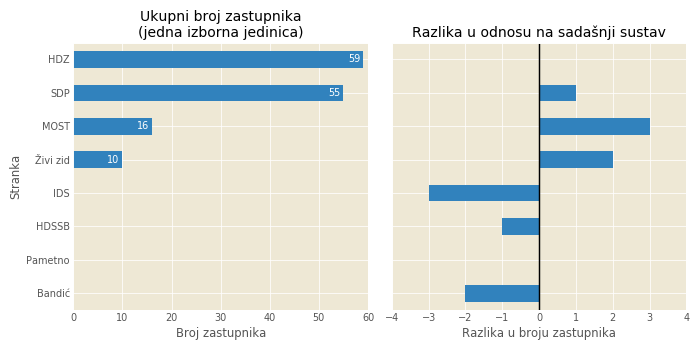 Ukupni broj zastupnika
(jedna izborna jedinica)
Stranka
HDZ
SDP
MOST
Živi zid
IDS
HDSSB
Pametno
Bandić
59
55
16
10
0 10 20 30 40 50 60
Broj zastupnika
Razlika u odnosu na sadašnji sustav
−4 −3 −2 −1 0 1 2 3 4
Razlika u broju zastupnika